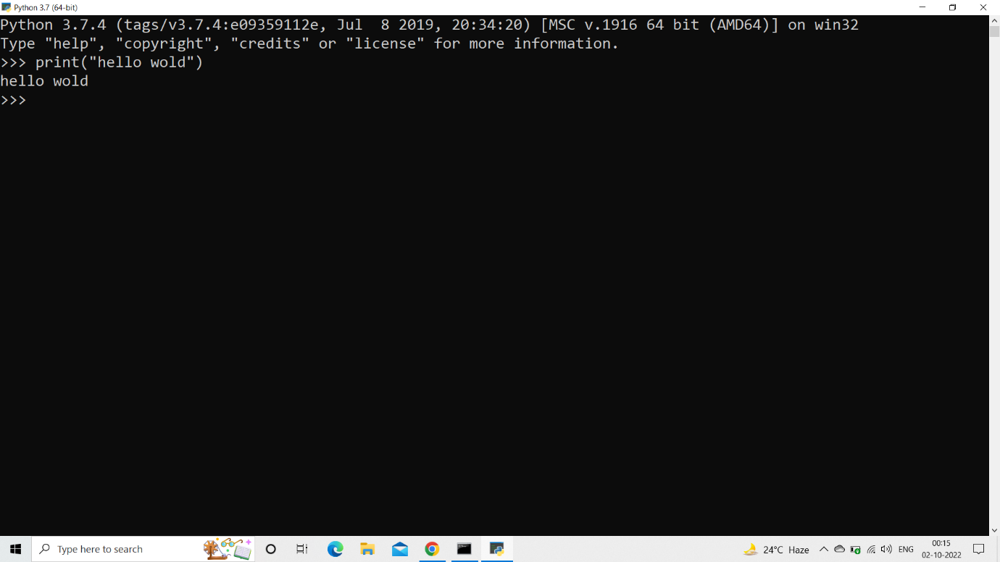 Python 3.7 (64-bit)
Python 3.7.4 (tags/v3.7.4:e09359112e, Jul  8 2019, 20:34:20) [MSC v.1916 64 bit (AMD64)] on win32
Type "help", "copyright", "credits" or "license" for more information.
>>> print("hello wold")
hello wold
>>>
Type here to search
24°C Haze
ENG
00:15
02-10-2022